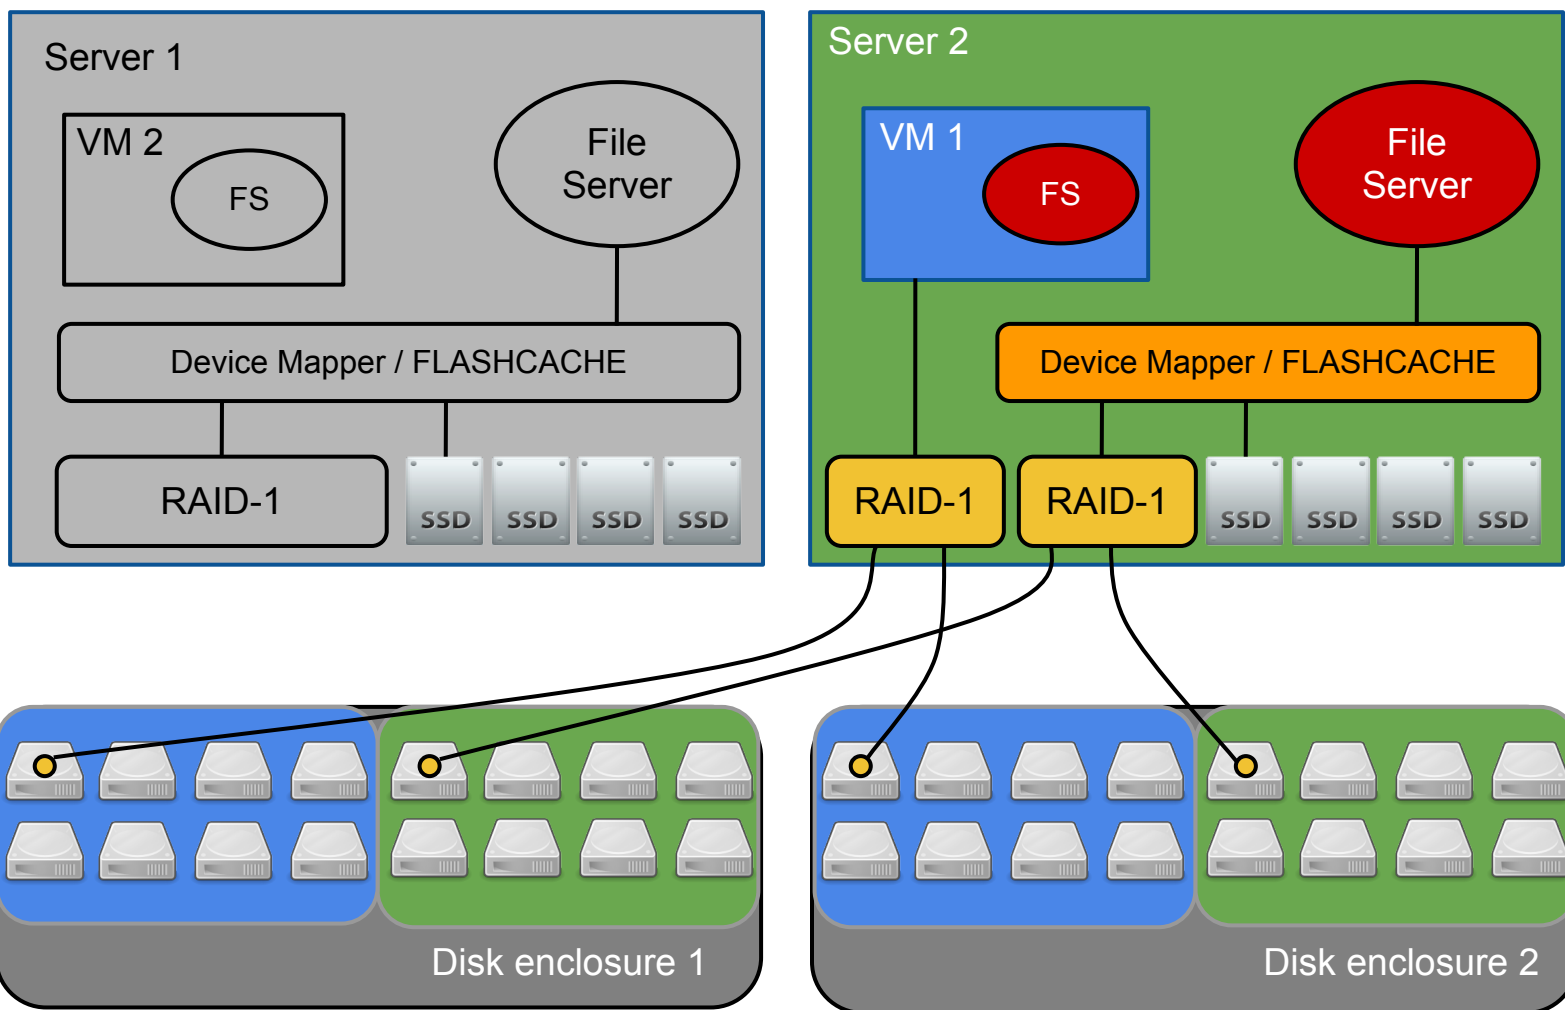 Server 1
VM 2
FS
File
Server
Device Mapper / FLASHCACHE
RAID-1
SSD
SSD
SSD
SSD
Server 2
VM 1
FS
File
Server
Device Mapper / FLASHCACHE
RAID-1
RAID-1
SSD
SSD
SSD
SSD
Disk enclosure 1
Disk enclosure 2